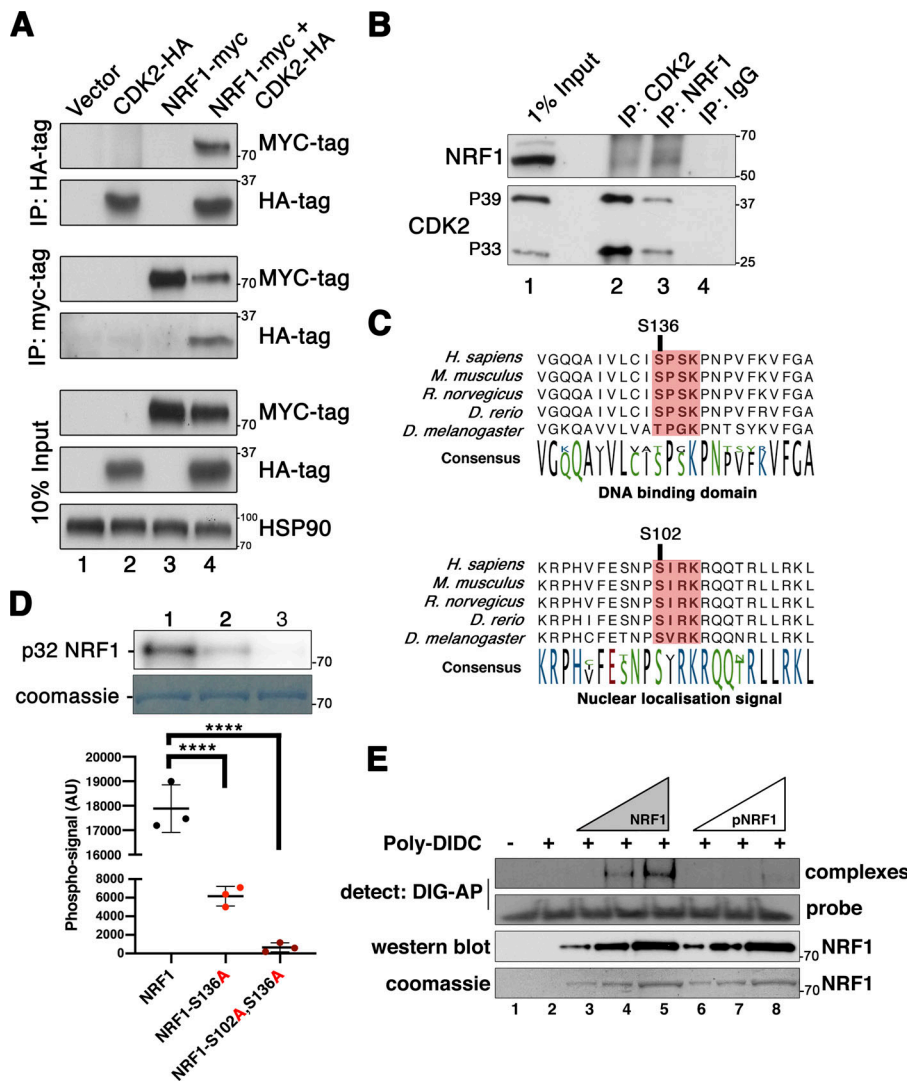 A
Vector
CDK2-HA
NRF1-myc
NRF1-myc +
CDK2-HA
IP: HA-tag
MYC-tag
70
37
HA-tag
IP: myc-tag
MYC-tag
70
37
HA-tag
10% Input
MYC-tag
70
37
HA-tag
100
HSP90
70
1 2 3 4
B
1% Input
IP: CDK2
IP: NRF1
IP: IgG
70
NRF1
50
P39
37
CDK2
P33
25
1 2 3 4
C
S136
H. sapiens VGQQAIVLCISPSKPNPVFKVFGA
M. musculus VGQQAIVLCISPSKPNPVFKVFGA
R. norvegicus VGQQAIVLCISPSKPNPVFKVFGA
D. rerio VGQQAIVLCISPSKPNPVFRVFGA
D. melanogaster VGKQAVVLVATPGKPNTSYKVFGA
Consensus
DNA binding domain
S102
H. sapiens KRPHVFESNPSIRKRQQTRLLRKL
M. musculus KRPHVFESNPSIRKRQQTRLLRKL
R. norvegicus KRPHVFESNPSIRKRQQTRLLRKL
D. rerio KRPHIFESNPSIRKRQQTRLLRKL
D. melanogaster KRPHCFETNPSVRKRQQNRLLRKL
Consensus
Nuclear localisation signal
D
1 2 3
p32 NRF1
-70
coomassie
-70
****
****
Phospho-signal (AU)
20000
19000
18000
17000
16000
8000
6000
4000
2000
0
NRF1
NRF1-S136A
NRF1-S102A,S136A
E
NRF1
pNRF1
Poly-DIDC - + + + + + + +
detect: DIG-AP
complexes
probe
western blot
-70 NRF1
coomassie
-70 NRF1
1 2 3 4 5 6 7 8